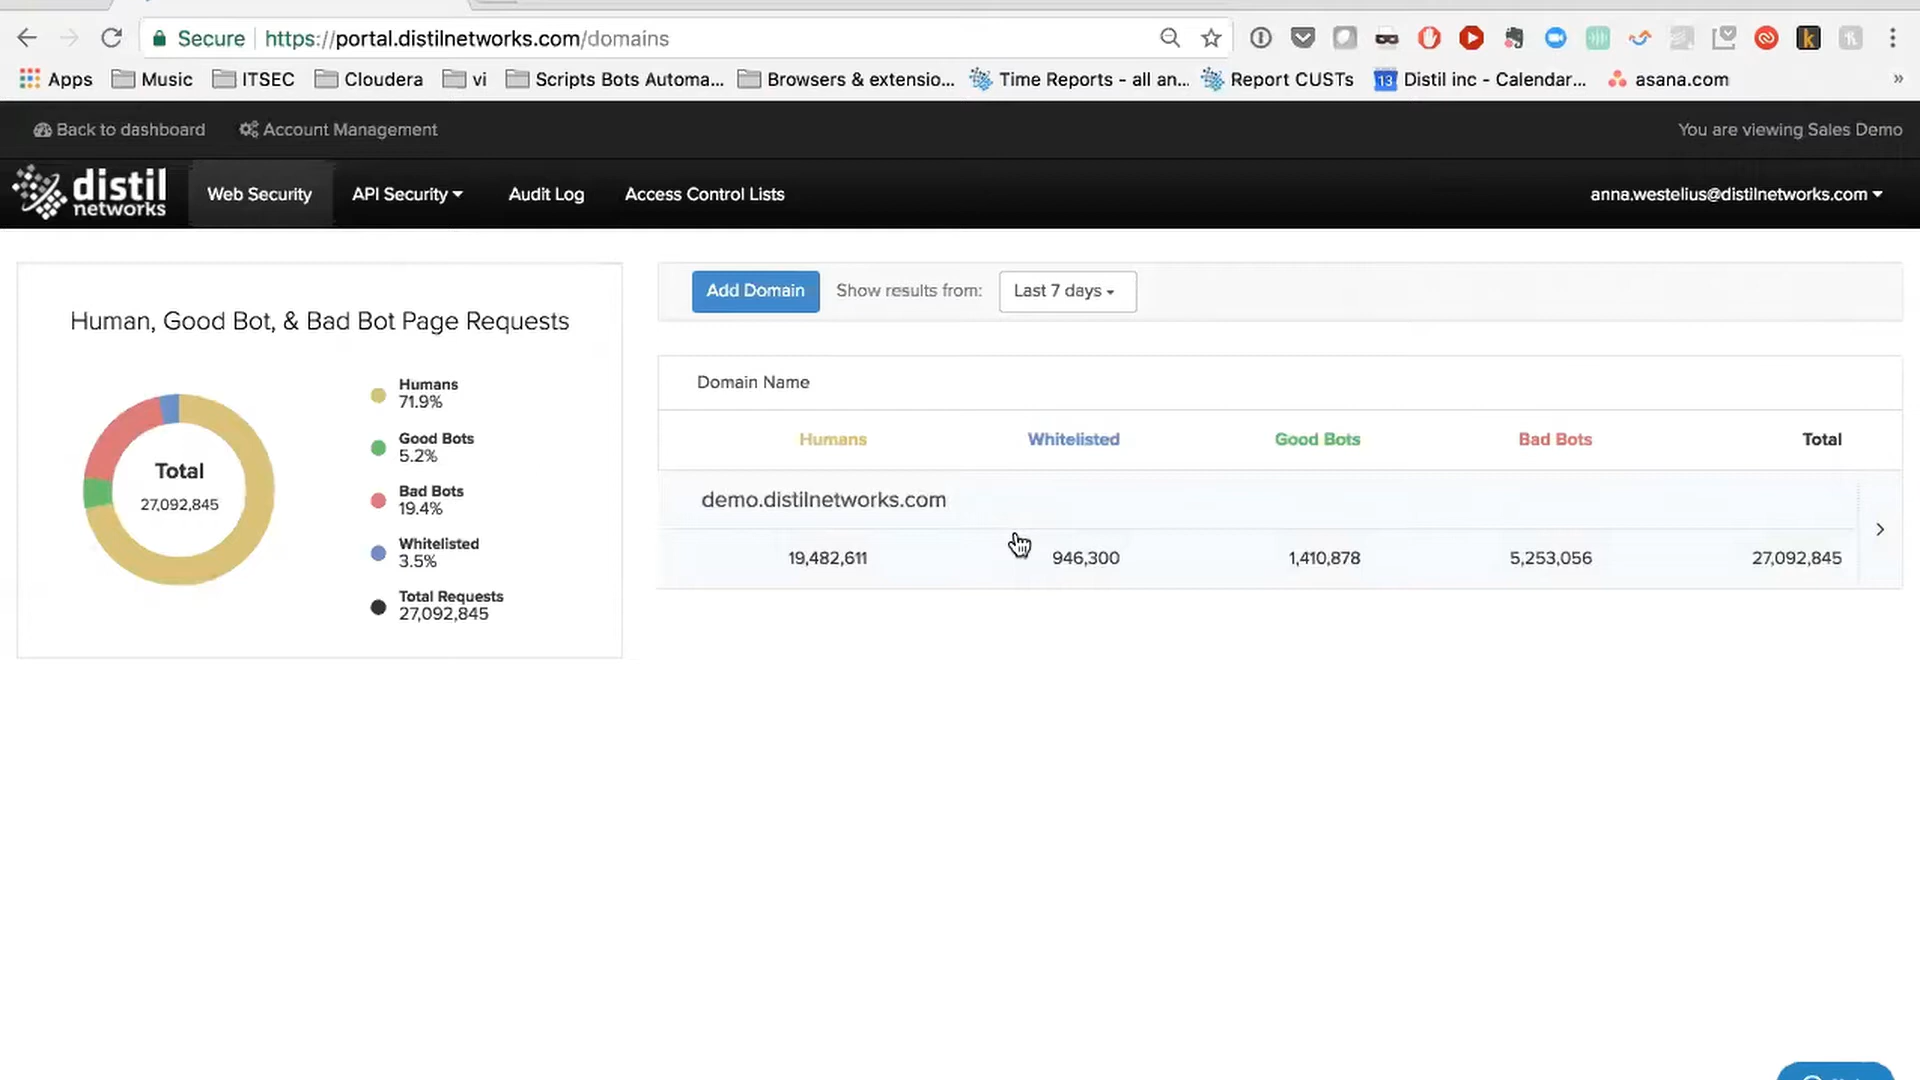 Secure https://portal.distilnetworks.com/domains
Apps Music ITSEC Cloudera vi Scripts Bots Automa... Browsers & extensio... Time Reports - all an... Report CUSTs 13 Distil inc - Calendar... asana.com »
Back to dashboard Account Management You are viewing Sales Demo
distil networks Web Security API Security Audit Log Access Control Lists anna.westelius@distilnetworks.com
Add Domain Show results from: Last 7 days
Human, Good Bot, & Bad Bot Page Requests
Total
27,092,845
Humans
71.9%
Good Bots
5.2%
Bad Bots
19.4%
Whitelisted
3.5%
Total Requests
27,092,845
Domain Name
Humans Whitelisted Good Bots Bad Bots Total
demo.distilnetworks.com
19,482,611 946,300 1,410,878 5,253,056 27,092,845